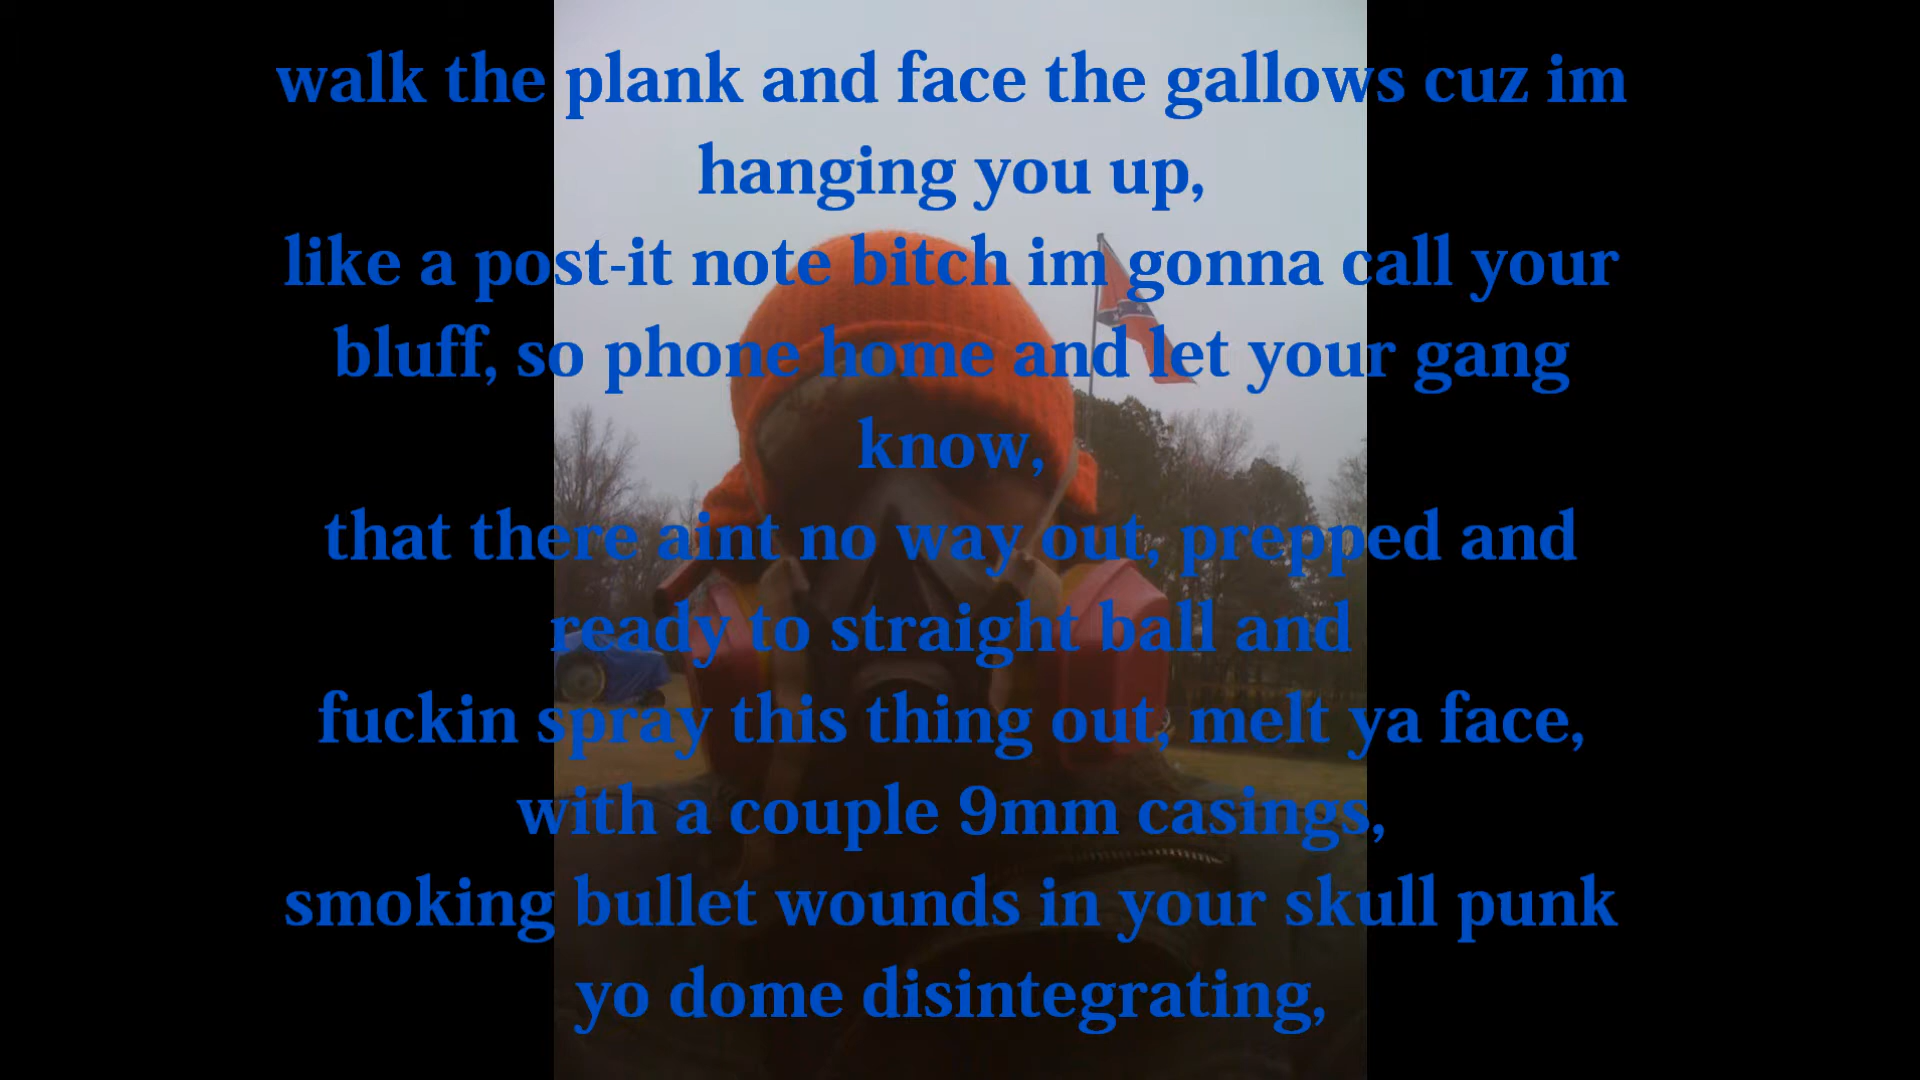 walk the plank and face the gallows cuz im
hanging you up,
like a post-it note bitch im gonna call your
bluff, so phone home and let your gang
know,
that there aint no way out, prepped and
ready to straight ball and
fuckin spray this thing out, melt ya face,
with a couple 9mm casings,
smoking bullet wounds in your skull punk
yo dome disintegrating,